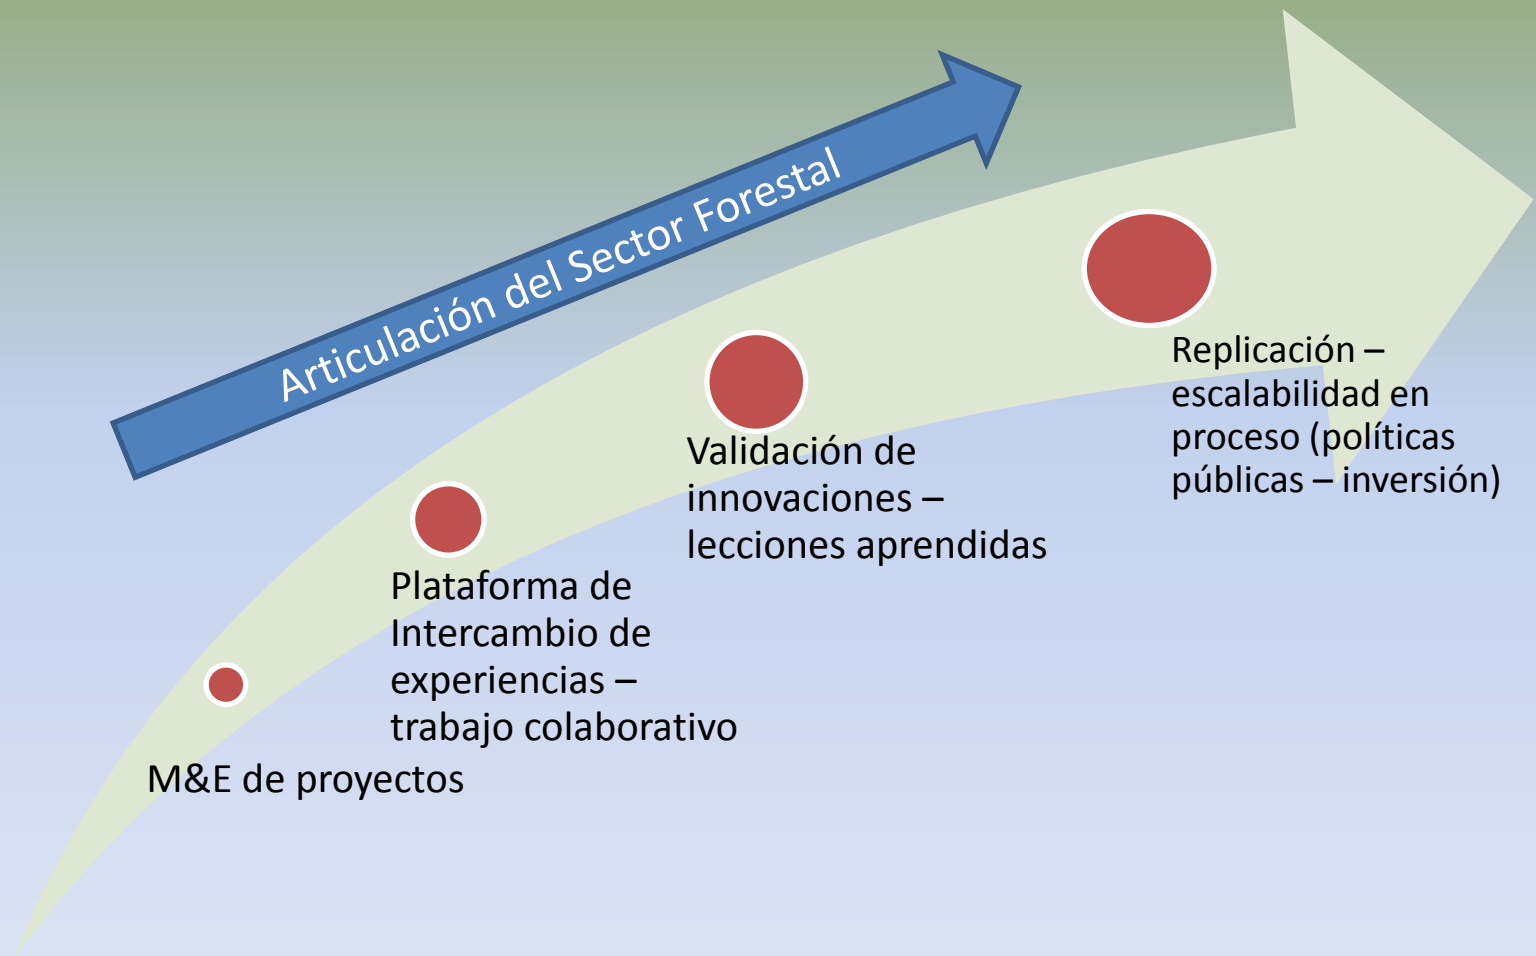 Articulación del Sector Forestal
Replicación –
escalabilidad en
proceso (políticas
públicas – inversión)
Validación de
innovaciones –
lecciones aprendidas
Plataforma de
Intercambio de
experiencias –
trabajo colaborativo
M&E de proyectos